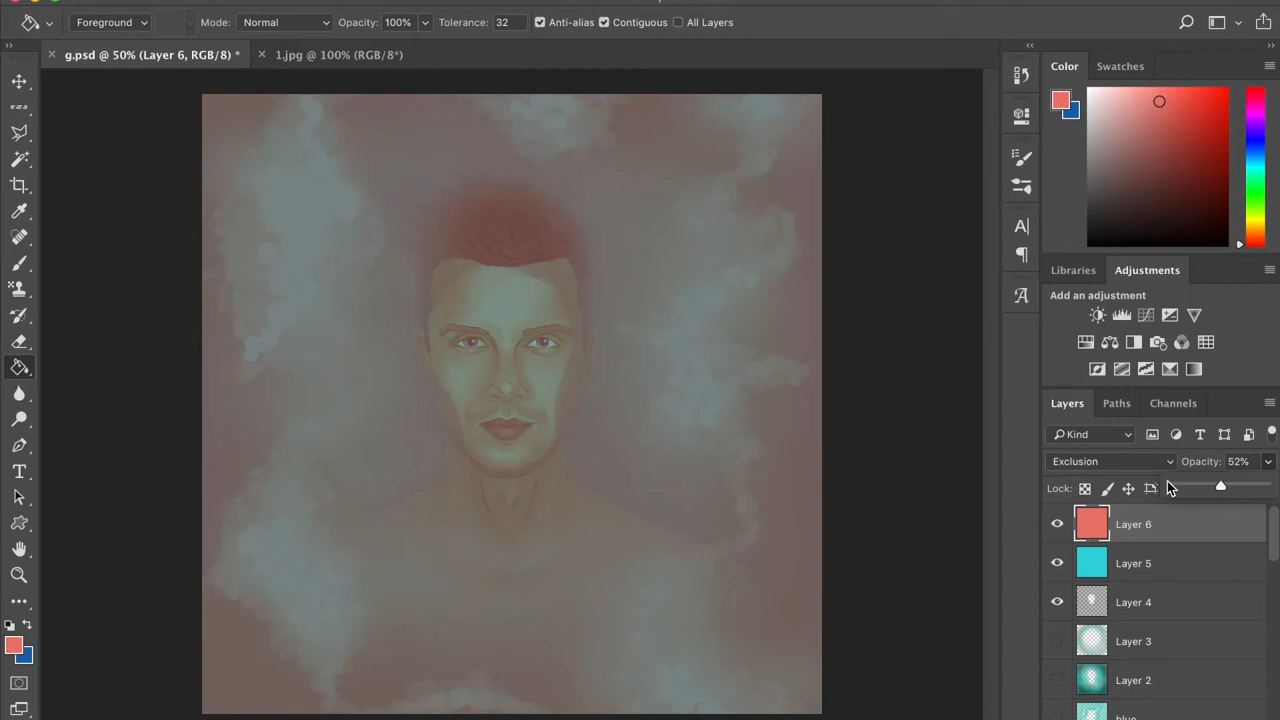 Foreground Mode: Normal Opacity: 100% Tolerance: 32 Anti-alias Contiguous All Layers
g.psd @ 50% (Layer 6, RGB/8) * 1.jpg @ 100% (RGB/8*)
Color Swatches
Libraries Adjustments
Add an adjustment
Layers Paths Channels
Kind
Exclusion Opacity: 52%
Lock:
Layer 6
Layer 5
Layer 4
Layer 3
Layer 2
blue